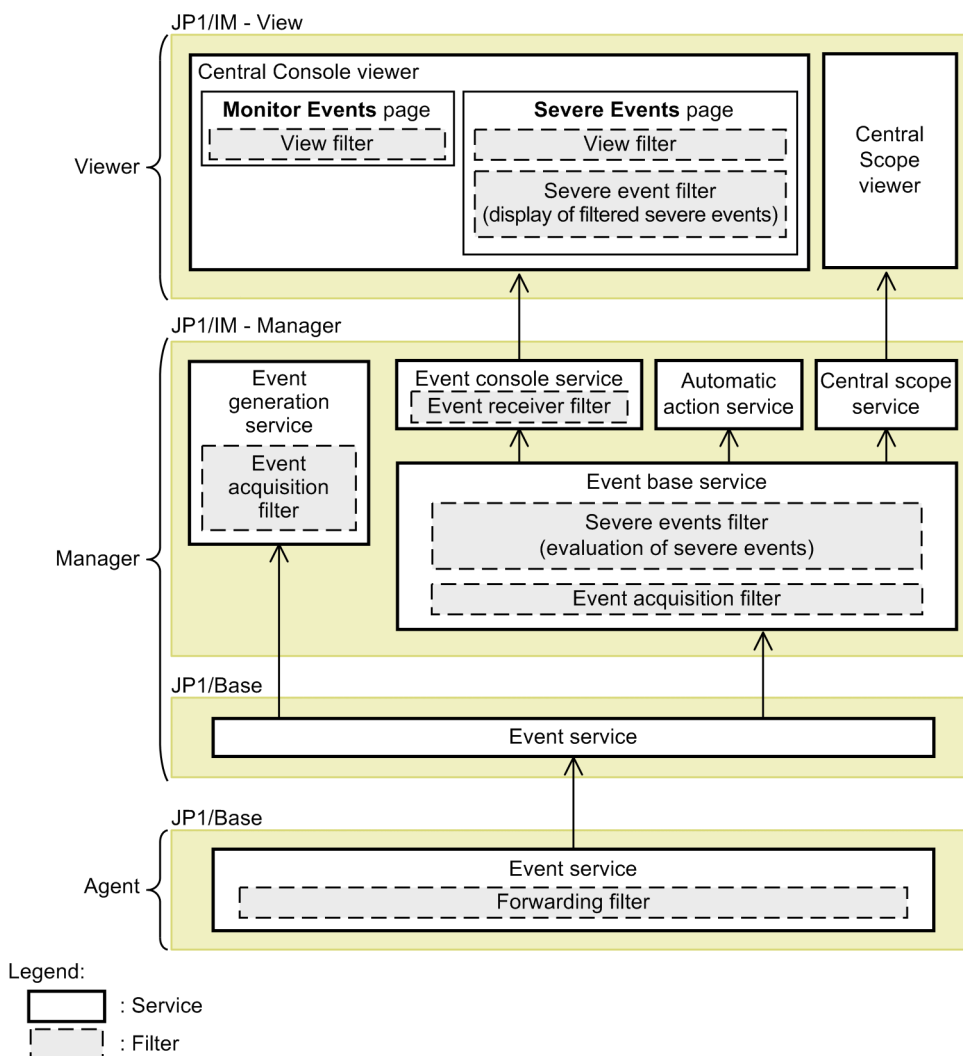 JP1/IM - View
Viewer
Central Console viewer
Monitor Events page
View filter
Severe Events page
View filter
Severe event filter
(display of filtered severe events)
Central
Scope
viewer
JP1/IM - Manager
Manager
Event
generation
service
Event
acquisition
filter
Event console service
Event receiver filter
Automatic
action service
Central scope
service
Event base service
Severe events filter
(evaluation of severe events)
Event acquisition filter
JP1/Base
Event service
JP1/Base
Agent
Event service
Forwarding filter
Legend:
: Service
: Filter